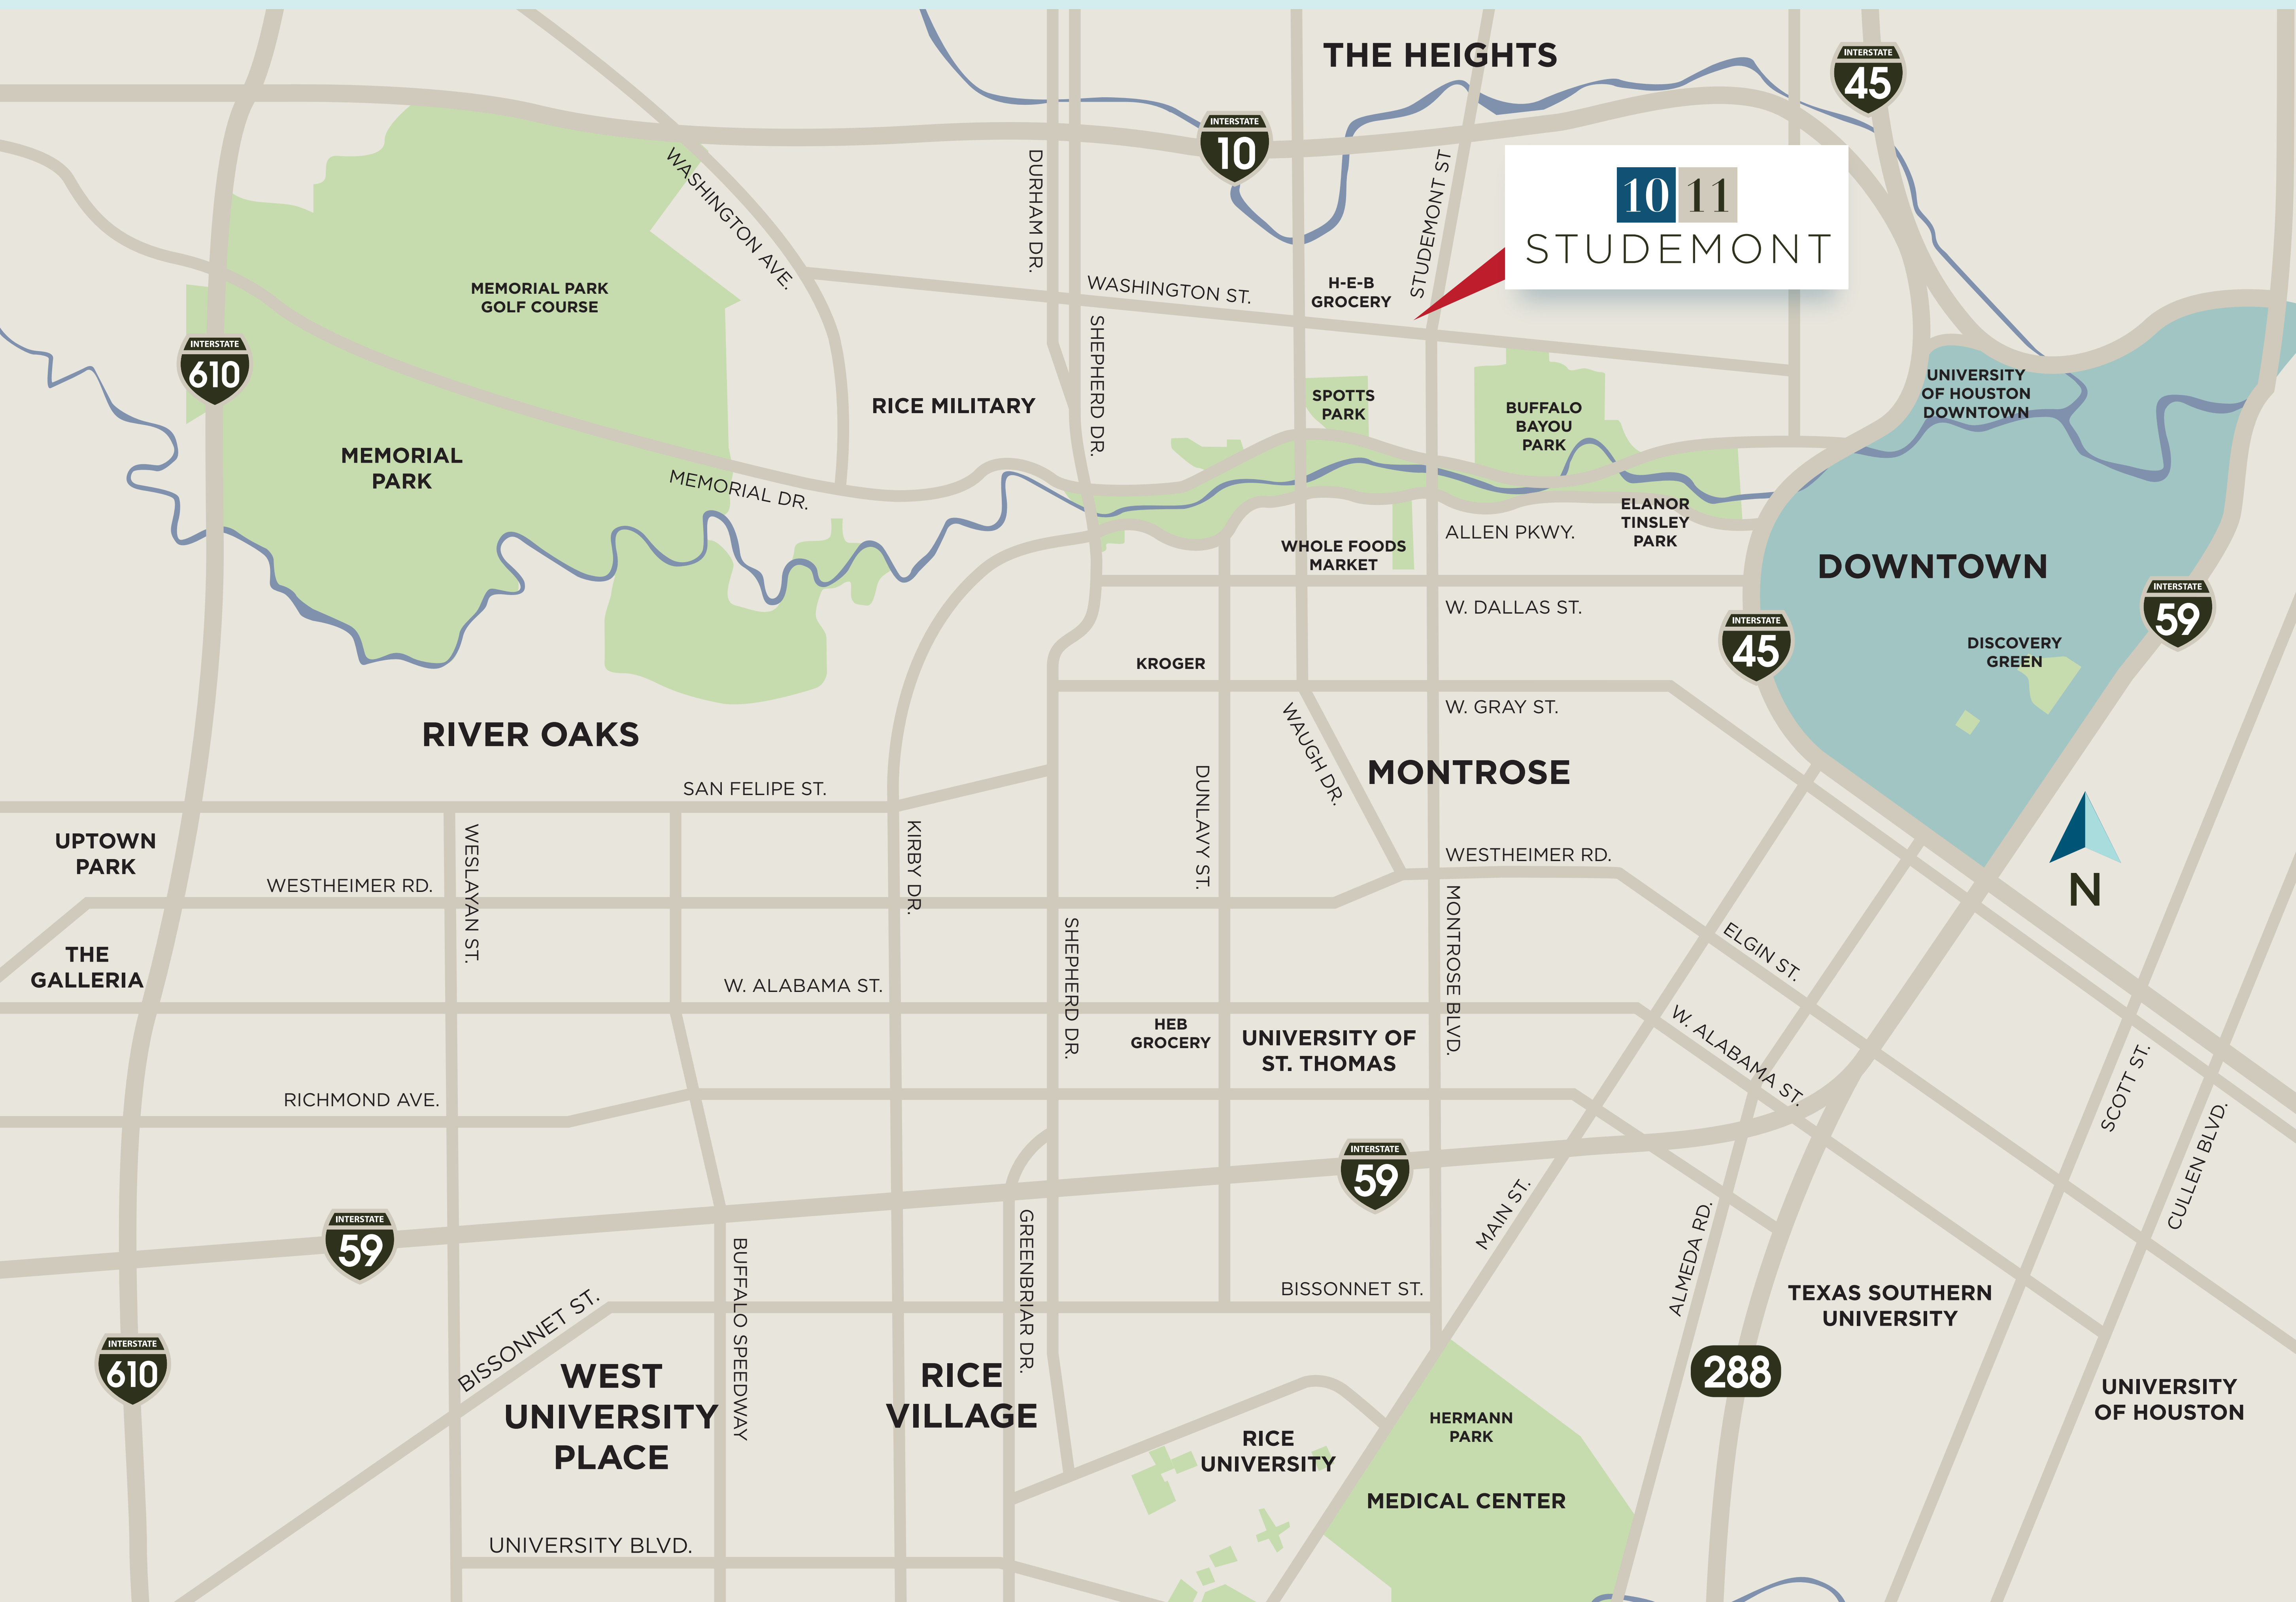 THE HEIGHTS
INTERSTATE
45
INTERSTATE
10
10 11
STUDEMONT
WASHINGTON AVE.
DURHAM DR.
STUDEMONT ST
MEMORIAL PARK
GOLF COURSE
WASHINGTON ST.
H-E-B
GROCERY
INTERSTATE
610
SHEPHERD DR.
RICE MILITARY
SPOTTS
PARK
BUFFALO
BAYOU
PARK
UNIVERSITY
OF HOUSTON
DOWNTOWN
MEMORIAL
PARK
MEMORIAL DR.
ELANOR
TINSLEY
PARK
ALLEN PKWY.
WHOLE FOODS
MARKET
DOWNTOWN
W. DALLAS ST.
INTERSTATE
59
INTERSTATE
45
DISCOVERY
GREEN
KROGER
W. GRAY ST.
RIVER OAKS
WAUGH DR.
MONTROSE
SAN FELIPE ST.
DUNLAVY ST.
UPTOWN
PARK
WESLAYAN ST.
KIRBY DR.
WESTHEIMER RD.
WESTHEIMER RD.
N
THE
GALLERIA
SHEPHERD DR.
MONTROSE BLVD.
ELGIN ST.
W. ALABAMA ST.
HEB
GROCERY
UNIVERSITY OF
ST. THOMAS
W. ALABAMA ST.
SCOTT ST.
CULLEN BLVD.
RICHMOND AVE.
INTERSTATE
59
INTERSTATE
59
GREENBRIAR DR.
MAIN ST.
ALMEDA RD.
BUFFALO SPEEDWAY
BISSONNET ST.
BISSONNET ST.
TEXAS SOUTHERN
UNIVERSITY
INTERSTATE
610
WEST
UNIVERSITY
PLACE
RICE
VILLAGE
288
UNIVERSITY
OF HOUSTON
HERMANN
PARK
RICE
UNIVERSITY
MEDICAL CENTER
UNIVERSITY BLVD.